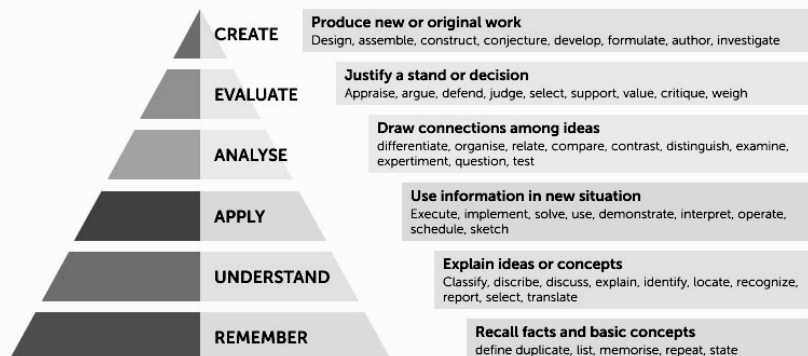 CREATE
Produce new or original work
Design, assemble, construct, conjecture, develop, formulate, author, investigate
EVALUATE
Justify a stand or decision
Appraise, argue, defend, judge, select, support, value, critique, weigh
ANALYSE
Draw connections among ideas
differentiate, organise, relate, compare, contrast, distinguish, examine,
expertiment, question, test
APPLY
Use information in new situation
Execute, implement, solve, use, demonstrate, interpret, operate,
schedule, sketch
UNDERSTAND
Explain ideas or concepts
Classify, discribe, discuss, explain, identify, locate, recognize,
report, select, translate
REMEMBER
Recall facts and basic concepts
define duplicate, list, memorise, repeat, state